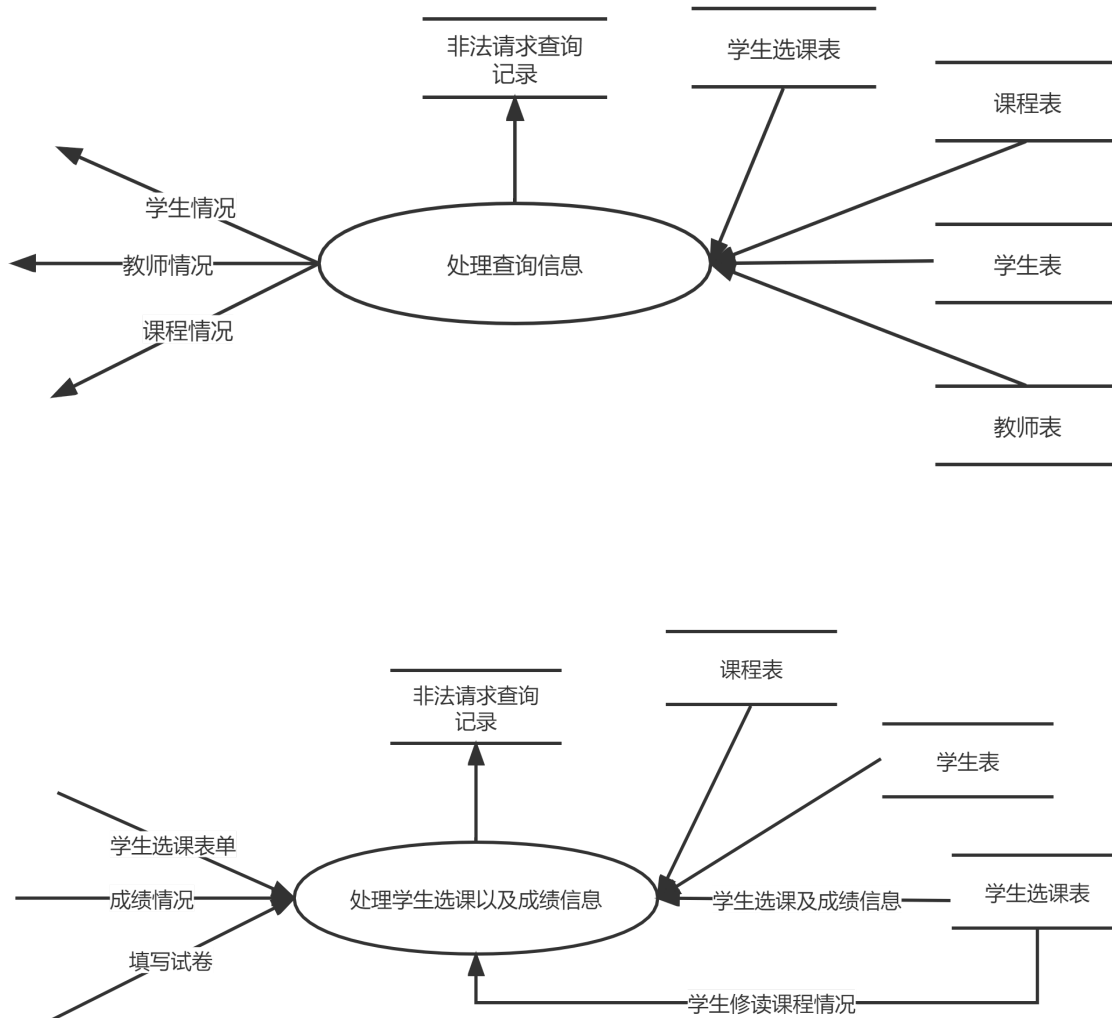 非法请求查询
记录
学生选课表
课程表
学生情况
教师情况
处理查询信息
学生表
课程情况
教师表
课程表
非法请求查询
记录
学生表
学生选课表单
成绩情况
处理学生选课以及成绩信息
学生选课及成绩信息
学生选课表
填写试卷
学生修读课程情况